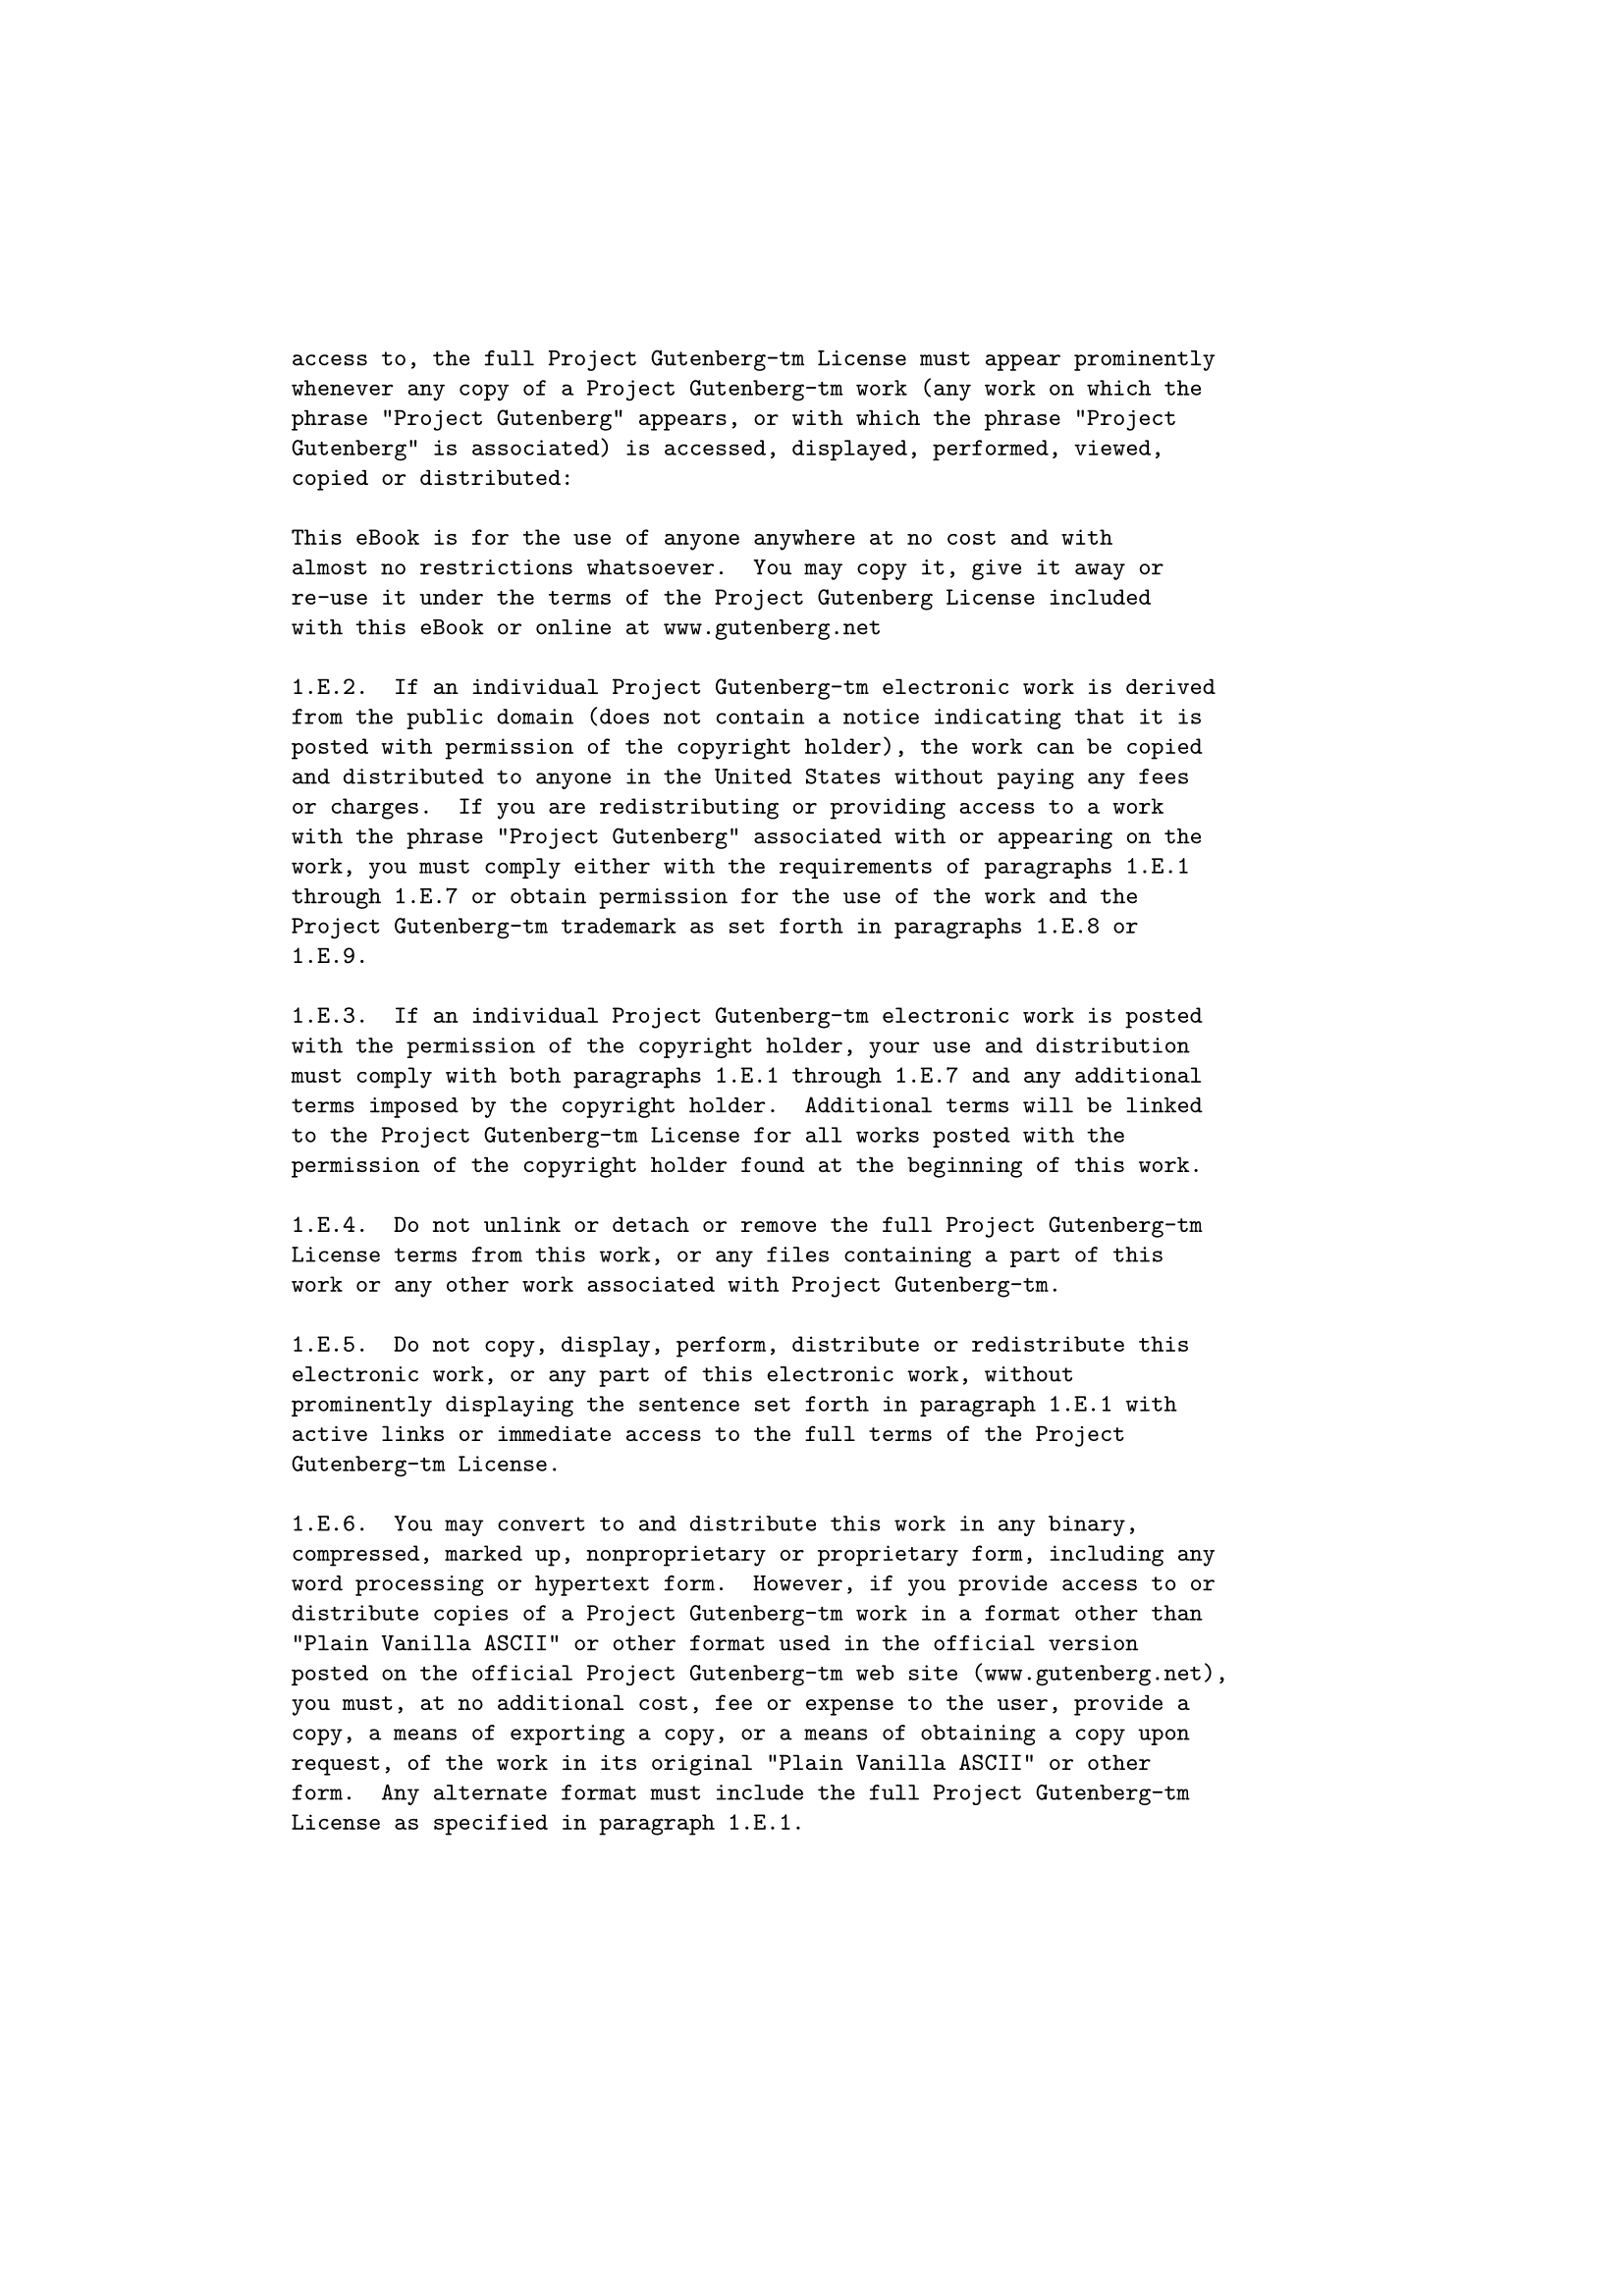 access to, the full Project Gutenberg-tm License must appear prominently
whenever any copy of a Project Gutenberg-tm work (any work on which the
phrase "Project Gutenberg" appears, or with which the phrase "Project
Gutenberg" is associated) is accessed, displayed, performed, viewed,
copied or distributed:

This eBook is for the use of anyone anywhere at no cost and with
almost no restrictions whatsoever.  You may copy it, give it away or
re-use it under the terms of the Project Gutenberg License included
with this eBook or online at www.gutenberg.net

1.E.2.  If an individual Project Gutenberg-tm electronic work is derived
from the public domain (does not contain a notice indicating that it is
posted with permission of the copyright holder), the work can be copied
and distributed to anyone in the United States without paying any fees
or charges.  If you are redistributing or providing access to a work
with the phrase "Project Gutenberg" associated with or appearing on the
work, you must comply either with the requirements of paragraphs 1.E.1
through 1.E.7 or obtain permission for the use of the work and the
Project Gutenberg-tm trademark as set forth in paragraphs 1.E.8 or
1.E.9.

1.E.3.  If an individual Project Gutenberg-tm electronic work is posted
with the permission of the copyright holder, your use and distribution
must comply with both paragraphs 1.E.1 through 1.E.7 and any additional
terms imposed by the copyright holder.  Additional terms will be linked
to the Project Gutenberg-tm License for all works posted with the
permission of the copyright holder found at the beginning of this work.

1.E.4.  Do not unlink or detach or remove the full Project Gutenberg-tm
License terms from this work, or any files containing a part of this
work or any other work associated with Project Gutenberg-tm.

1.E.5.  Do not copy, display, perform, distribute or redistribute this
electronic work, or any part of this electronic work, without
prominently displaying the sentence set forth in paragraph 1.E.1 with
active links or immediate access to the full terms of the Project
Gutenberg-tm License.

1.E.6.  You may convert to and distribute this work in any binary,
compressed, marked up, nonproprietary or proprietary form, including any
word processing or hypertext form.  However, if you provide access to or
distribute copies of a Project Gutenberg-tm work in a format other than
"Plain Vanilla ASCII" or other format used in the official version
posted on the official Project Gutenberg-tm web site (www.gutenberg.net),
you must, at no additional cost, fee or expense to the user, provide a
copy, a means of exporting a copy, or a means of obtaining a copy upon
request, of the work in its original "Plain Vanilla ASCII" or other
form.  Any alternate format must include the full Project Gutenberg-tm
License as specified in paragraph 1.E.1.